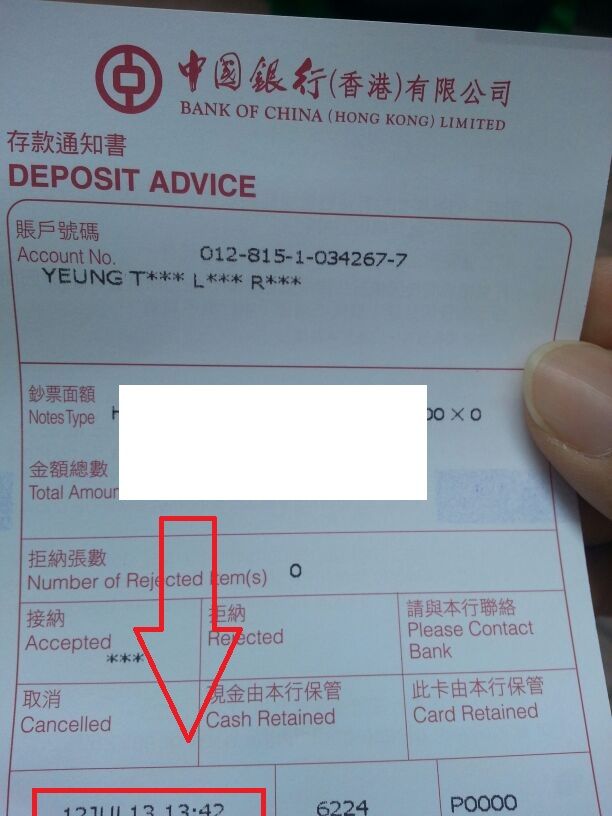 中國銀行(香港)有限公司
BANK OF CHINA (HONG KONG) LIMITED
存款通知書
DEPOSIT ADVICE
賬戶號碼
Account No. 012-815-1-034267-7
YEUNG T*** L*** R***
鈔票面額
Notes Type × 0
金額總數
Total
拒納張數
Number of Rejected Item(s) 0
接納 拒納 請與本行聯絡
Accepted Rejected Please Contact
*** Bank
取消 現金由本行保管 此卡由本行保管
Cancelled Cash Retained Card Retained
12JUL13 13:42 6224 P0000